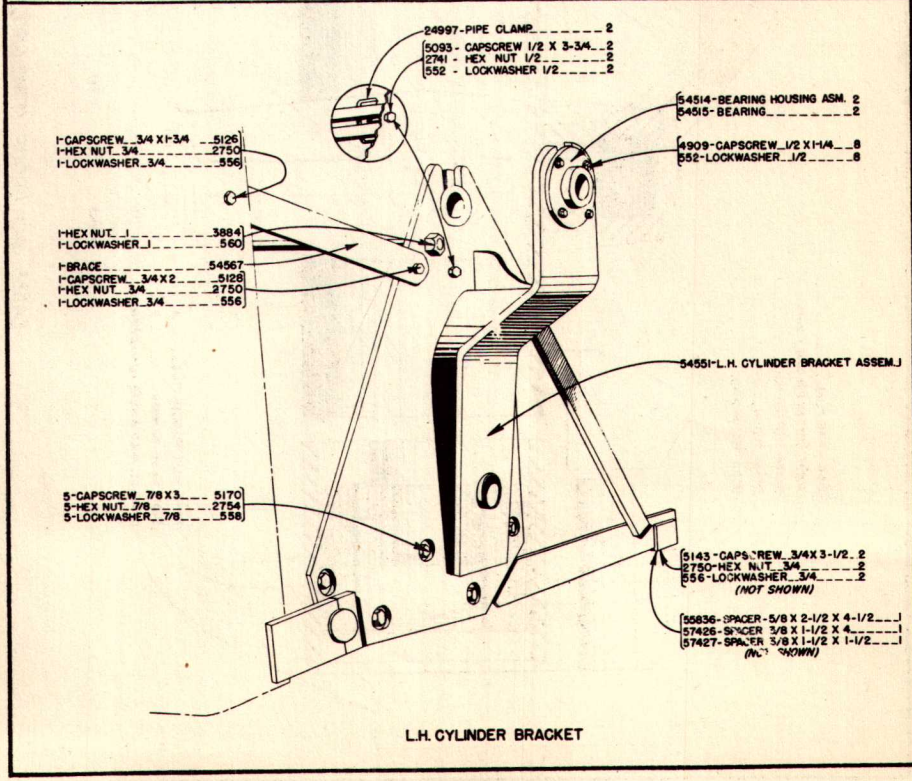 24997-PIPE CLAMP 2
5093 - CAPSCREW 1/2 X 3-3/4 2
2741 - HEX NUT 1/2 2
552 - LOCKWASHER 1/2 2
54514-BEARING HOUSING ASM. 2
54515-BEARING 2
4909-CAPSCREW 1/2 X 1-1/4 8
552-LOCKWASHER 1/2 8
1-CAPSCREW 3/4 X 1-3/4 5126
1-HEX NUT 3/4 2750
1-LOCKWASHER 3/4 556
1-HEX NUT 1 3884
1-LOCKWASHER 1 560
1-BRACE 54567
1-CAPSCREW 3/4 X 2 5128
1-HEX NUT 3/4 2750
1-LOCKWASHER 3/4 556
54551-L.H. CYLINDER BRACKET ASSEM. 1
5-CAPSCREW 7/8 X 3 5170
5-HEX NUT 7/8 2754
5-LOCKWASHER 7/8 558
5143-CAPSCREW 3/4 X 3-1/2 2
2750-HEX NUT 3/4 2
556-LOCKWASHER 3/4 2
(NOT SHOWN)
55836-SPACER-5/8 X 2-1/2 X 4-1/2 1
57426-SPACER 3/8 X 1-1/2 X 4 1
57427-SPACER 3/8 X 1-1/2 X 1-1/2 1
(NOT SHOWN)
L.H. CYLINDER BRACKET